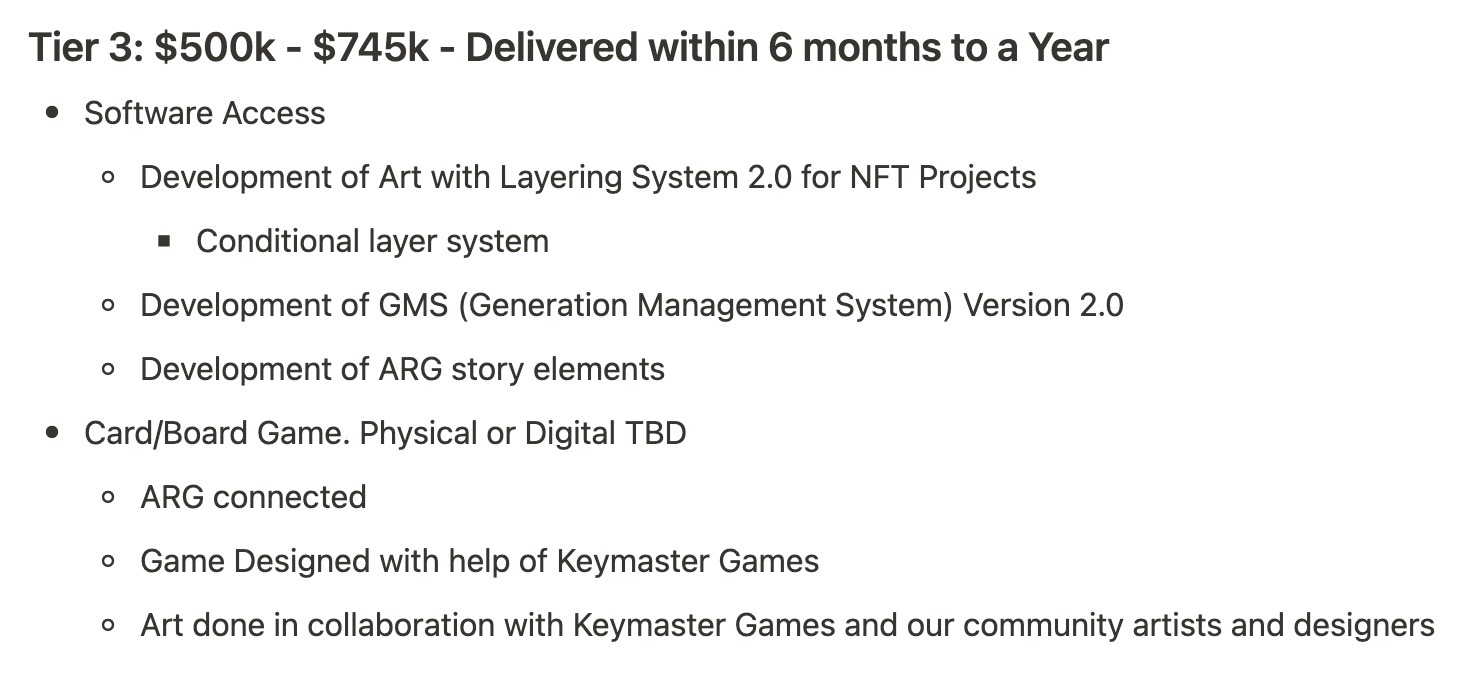 Tier 3: $500k - $745k - Delivered within 6 months to a Year
Software Access
Development of Art with Layering System 2.0 for NFT Projects
Conditional layer system
Development of GMS (Generation Management System) Version 2.0
Development of ARG story elements
Card/Board Game. Physical or Digital TBD
ARG connected
Game Designed with help of Keymaster Games
Art done in collaboration with Keymaster Games and our community artists and designers